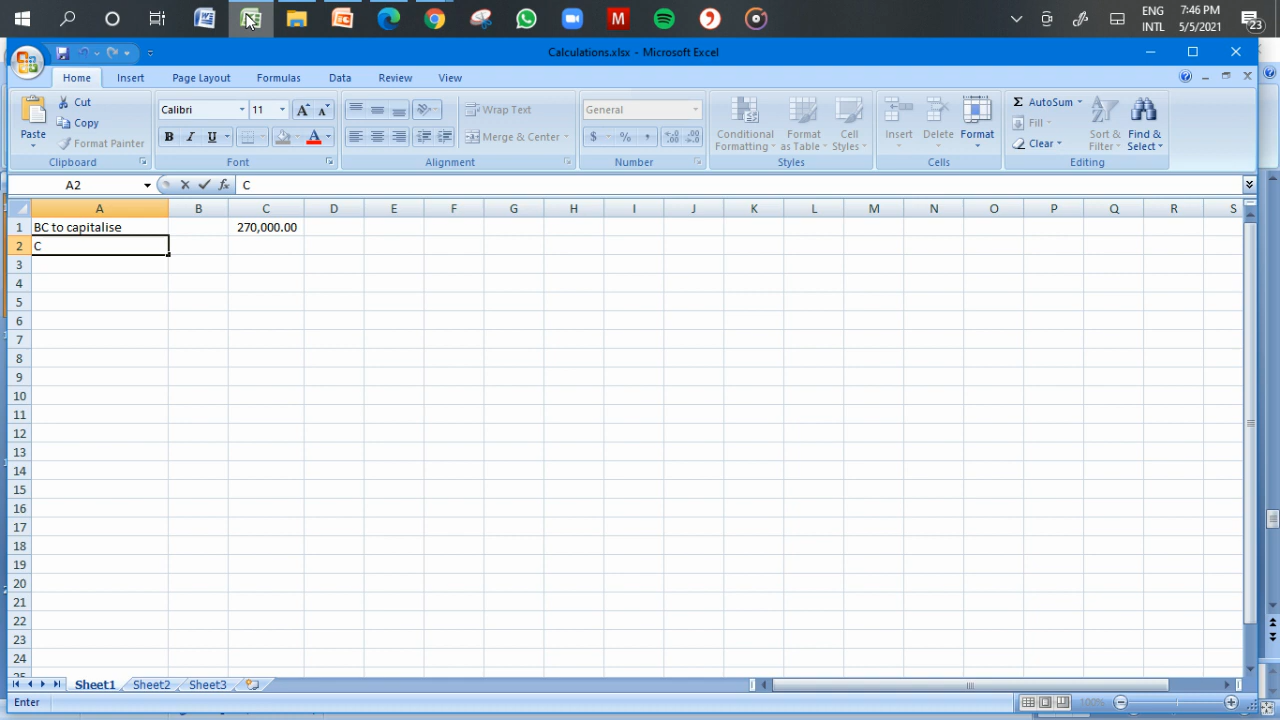 ENG
INTL
7:46 PM
5/5/2021
23
Calculations.xlsx - Microsoft Excel
Home Insert Page Layout Formulas Data Review View
Paste
Cut
Copy
Format Painter
Clipboard
Calibri 11
B I U A
Font
Wrap Text
Merge & Center
Alignment
General
$ % ,
Number
Conditional Formatting
Format as Table
Cell Styles
Styles
Insert Delete Format
Cells
Σ AutoSum
Fill
Clear
Sort & Filter
Find & Select
Editing
A2 fx C
A B C D E F G H I J K L M N O P Q R S
1 BC to capitalise 270,000.00
2 C
3
4
5
6
7
8
9
10
11
12
13
14
15
16
17
18
19
20
21
22
23
24
Sheet1 Sheet2 Sheet3
Enter 100%